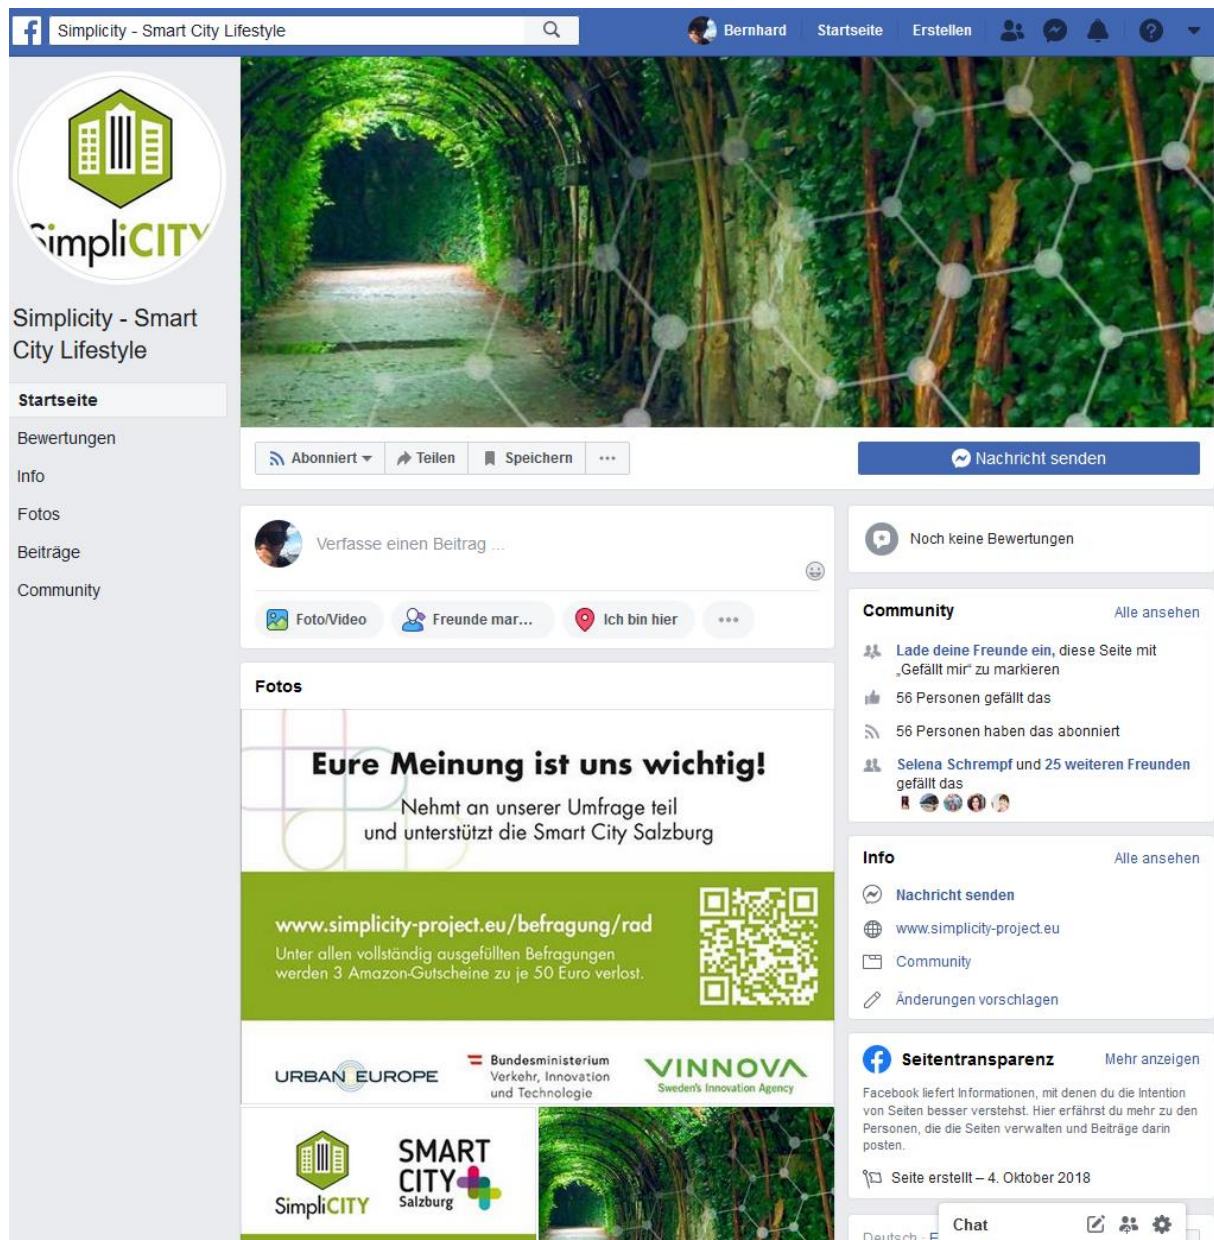 Simplicity - Smart City Lifestyle
Bernhard
Startseite
Erstellen
SimpliCITY
Simplicity - Smart
City Lifestyle
Startseite
Bewertungen
Info
Fotos
Beiträge
Community
Abonniert
Teilen
Speichern
Nachricht senden
Verfasse einen Beitrag ...
Foto/Video
Freunde mar...
Ich bin hier
Fotos
Eure Meinung ist uns wichtig!
Nehmt an unserer Umfrage teil
und unterstützt die Smart City Salzburg
www.simplicity-project.eu/befragung/rad
Unter allen vollständig ausgefüllten Befragungen
werden 3 Amazon-Gutscheine zu je 50 Euro verlost.
URBAN EUROPE
Bundesministerium
Verkehr, Innovation
und Technologie
VINNOVA
Sweden's Innovation Agency
SimpliCITY
SMART
CITY
Salzburg
Noch keine Bewertungen
Community
Alle ansehen
Lade deine Freunde ein, diese Seite mit
„Gefällt mir“ zu markieren
56 Personen gefällt das
56 Personen haben das abonniert
Selena Schrempf und 25 weiteren Freunden
gefällt das
Info
Alle ansehen
Nachricht senden
www.simplicity-project.eu
Community
Änderungen vorschlagen
Seitentransparenz
Mehr anzeigen
Facebook liefert Informationen, mit denen du die Intention
von Seiten besser verstehst. Hier erfährst du mehr zu den
Personen, die die Seiten verwalten und Beiträge darin
posten.
Seite erstellt – 4. Oktober 2018
Deutsch ·
Chat